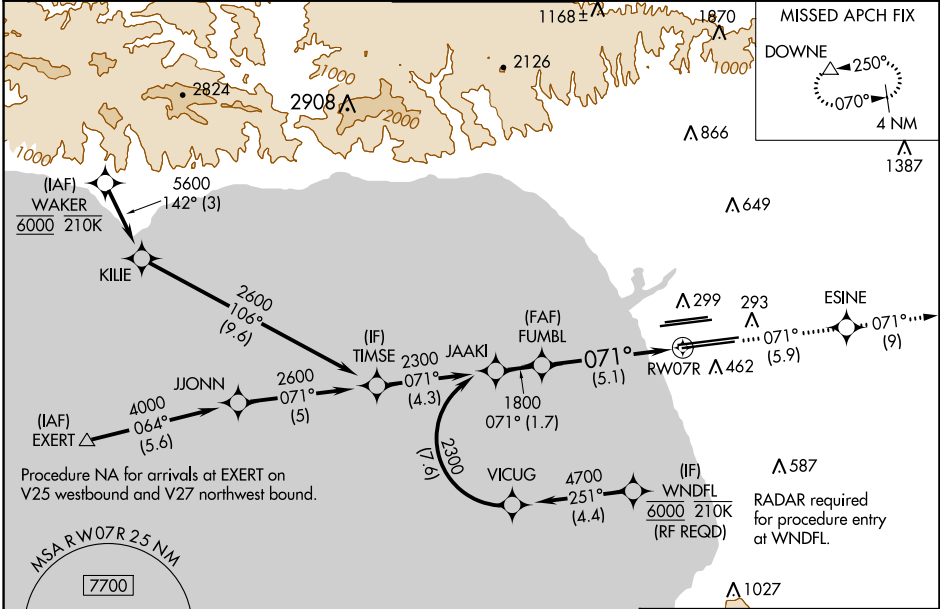 1168±
1870
MISSED APCH FIX
DOWNE
250°
070°
4 NM
2126
1000
1000
2824
2908
2000
866
1387
1000
(IAF)
WAKER
6000 210K
5600
142° (3)
649
KILIE
2600
106°
(9.6)
299
293
ESINE
(FAF)
FUMBL
(IF)
TIMSE
JAAKI
2300
071°
(4.3)
071°
(5.1)
RW07R
462
071°
(5.9)
071°
(9)
JJONN
2600
071°
(5)
1800
071° (1.7)
4000
064°
(5.6)
(IAF)
EXERT
2300
(7.6)
Procedure NA for arrivals at EXERT on
V25 westbound and V27 northwest bound.
VICUG
4700
251°
(4.4)
(IF)
WNDFL
6000 210K
(RF REQD)
587
RADAR required
for procedure entry
at WNDFL.
MSA RW07R 25 NM
7700
1027